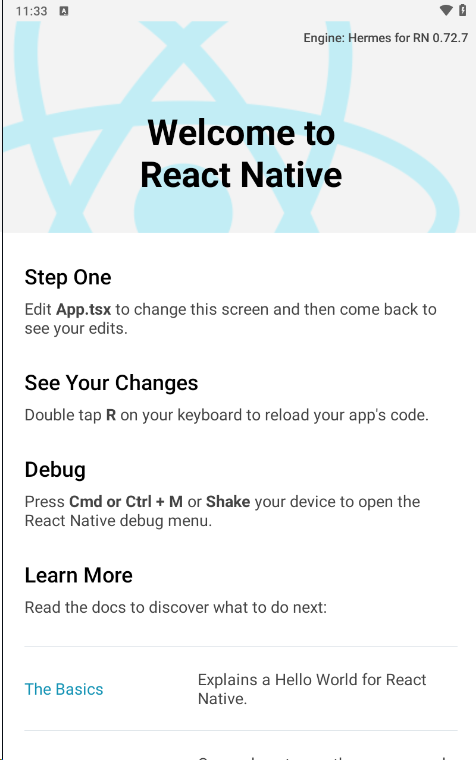 11:33
Engine: Hermes for RN 0.72.7
Welcome to
React Native
Step One
Edit App.tsx to change this screen and then come back to
see your edits.
See Your Changes
Double tap R on your keyboard to reload your app's code.
Debug
Press Cmd or Ctrl + M or Shake your device to open the
React Native debug menu.
Learn More
Read the docs to discover what to do next:
The Basics
Explains a Hello World for React
Native.